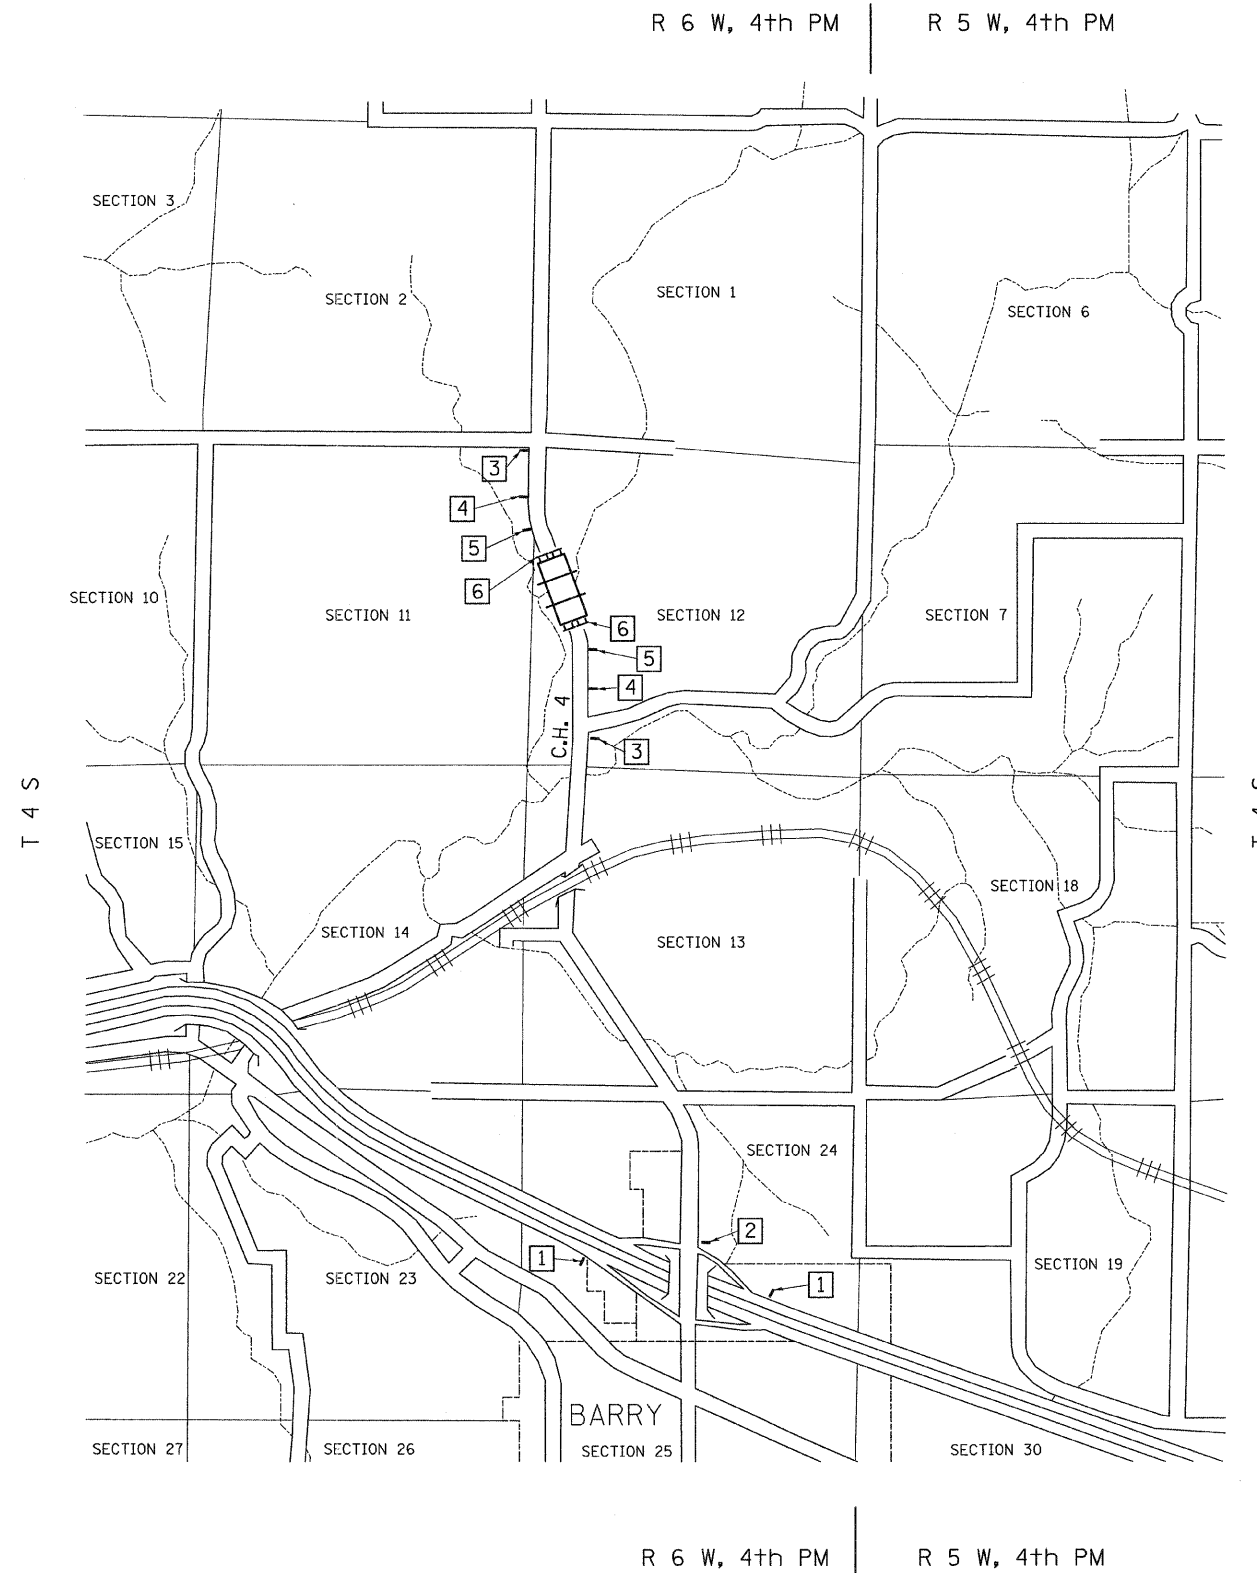 R 6 W, 4th PM
R 5 W, 4th PM
SECTION 3
SECTION 2
SECTION 1
SECTION 6
3
4
5
6
SECTION 10
SECTION 11
SECTION 12
SECTION 7
6
5
4
C.H. 4
3
T 4 S
T 4 S
SECTION 15
SECTION 14
SECTION 13
SECTION 18
SECTION 24
2
1
1
SECTION 22
SECTION 23
SECTION 19
BARRY
SECTION 27
SECTION 26
SECTION 25
SECTION 30
R 6 W, 4th PM
R 5 W, 4th PM